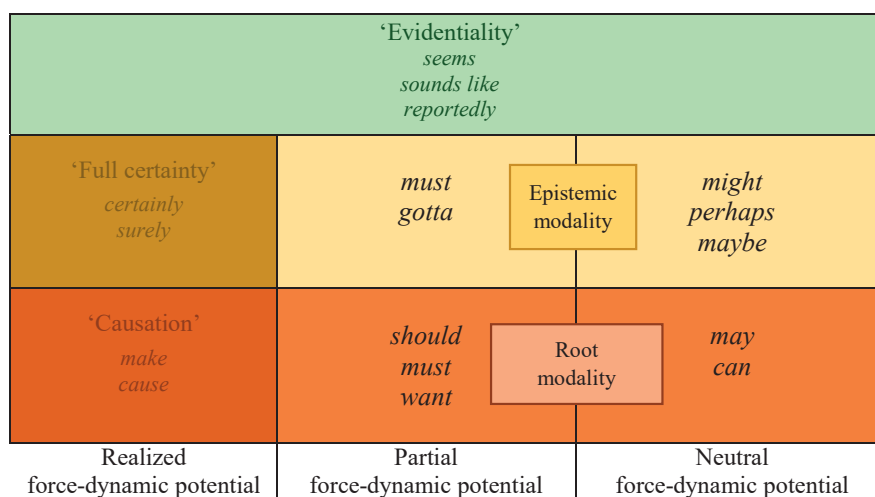 ‘Evidentiality’
seems
sounds like
reportedly
‘Full certainty’
certainly
surely
must
gotta
Epistemic
modality
might
perhaps
maybe
‘Causation’
make
cause
should
must
want
Root
modality
may
can
Realized
force-dynamic potential
Partial
force-dynamic potential
Neutral
force-dynamic potential